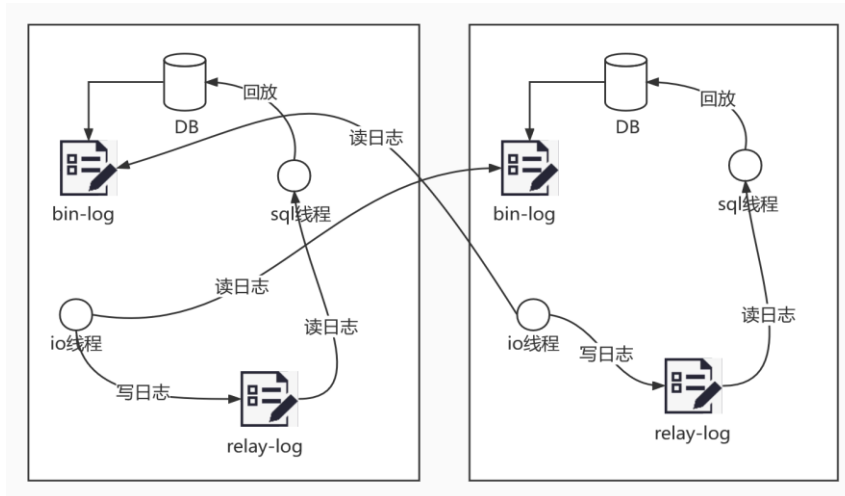 回放
DB
读日志
bin-log
sql线程
读日志
io线程
读日志
写日志
relay-log
回放
DB
bin-log
sql线程
io线程
读日志
写日志
relay-log